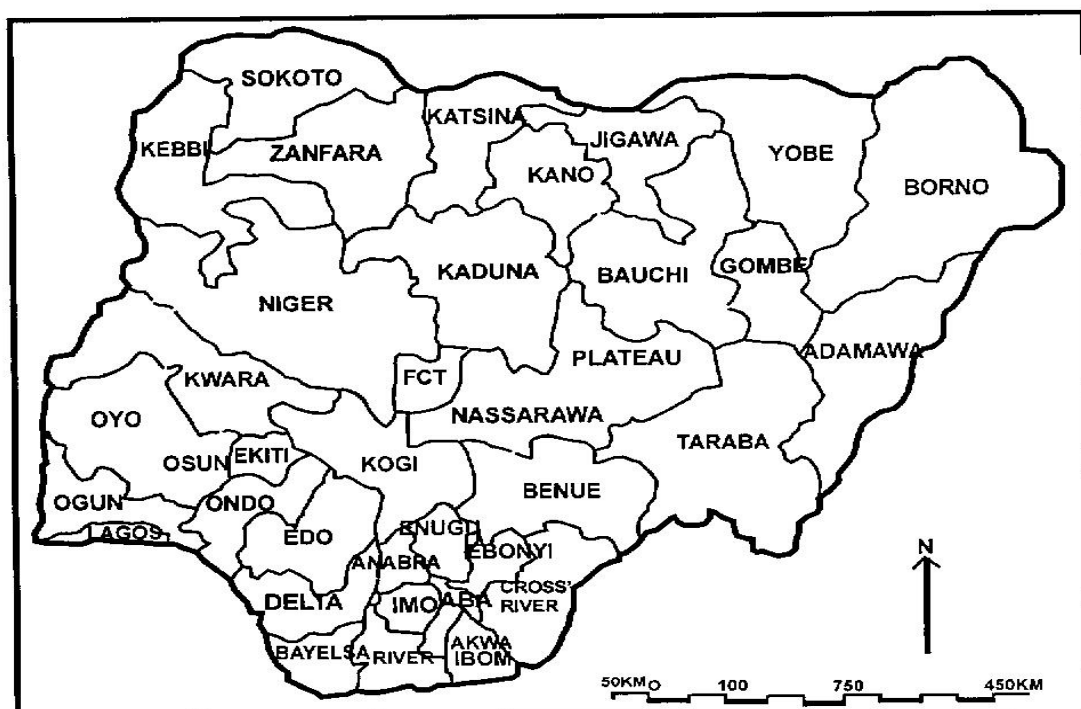 SOKOTO
KATSINA
JIGAWA
KEBBI
ZANFARA
YOBE
KANO
BORNO
KADUNA
BAUCHI
GOMBE
NIGER
ADAMAWA
PLATEAU
FCT
KWARA
NASSARAWA
OYO
TARABA
OSUN
EKITI
KOGI
BENUE
OGUN
ONDO
LAGOS
EDO
ENUGU
EBONYI
ANABRA
CROSS'
RIVER
DELTA
IMO
ABA
BAYELSA
RIVER
AKWA
IBOM
N
50KM 0 100 750 450KM